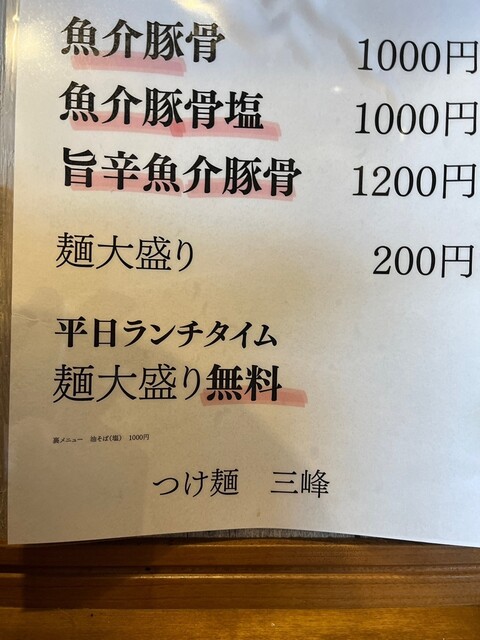 魚介豚骨 1000円
魚介豚骨塩 1000円
旨辛魚介豚骨 1200円
麺大盛り 200円
平日ランチタイム
麺大盛り無料
裏メニュー 油そば(塩) 1000円
つけ麺 三峰